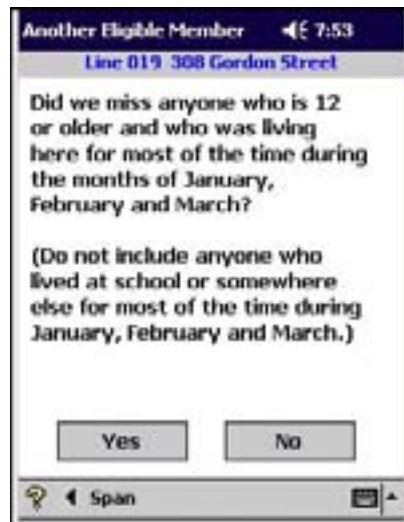 Another Eligible Member 7:53
Line 019 308 Gordon Street
Did we miss anyone who is 12
or older and who was living
here for most of the time during
the months of January,
February and March?
(Do not include anyone who
lived at school or somewhere
else for most of the time during
January, February and March.)
Yes No
Span